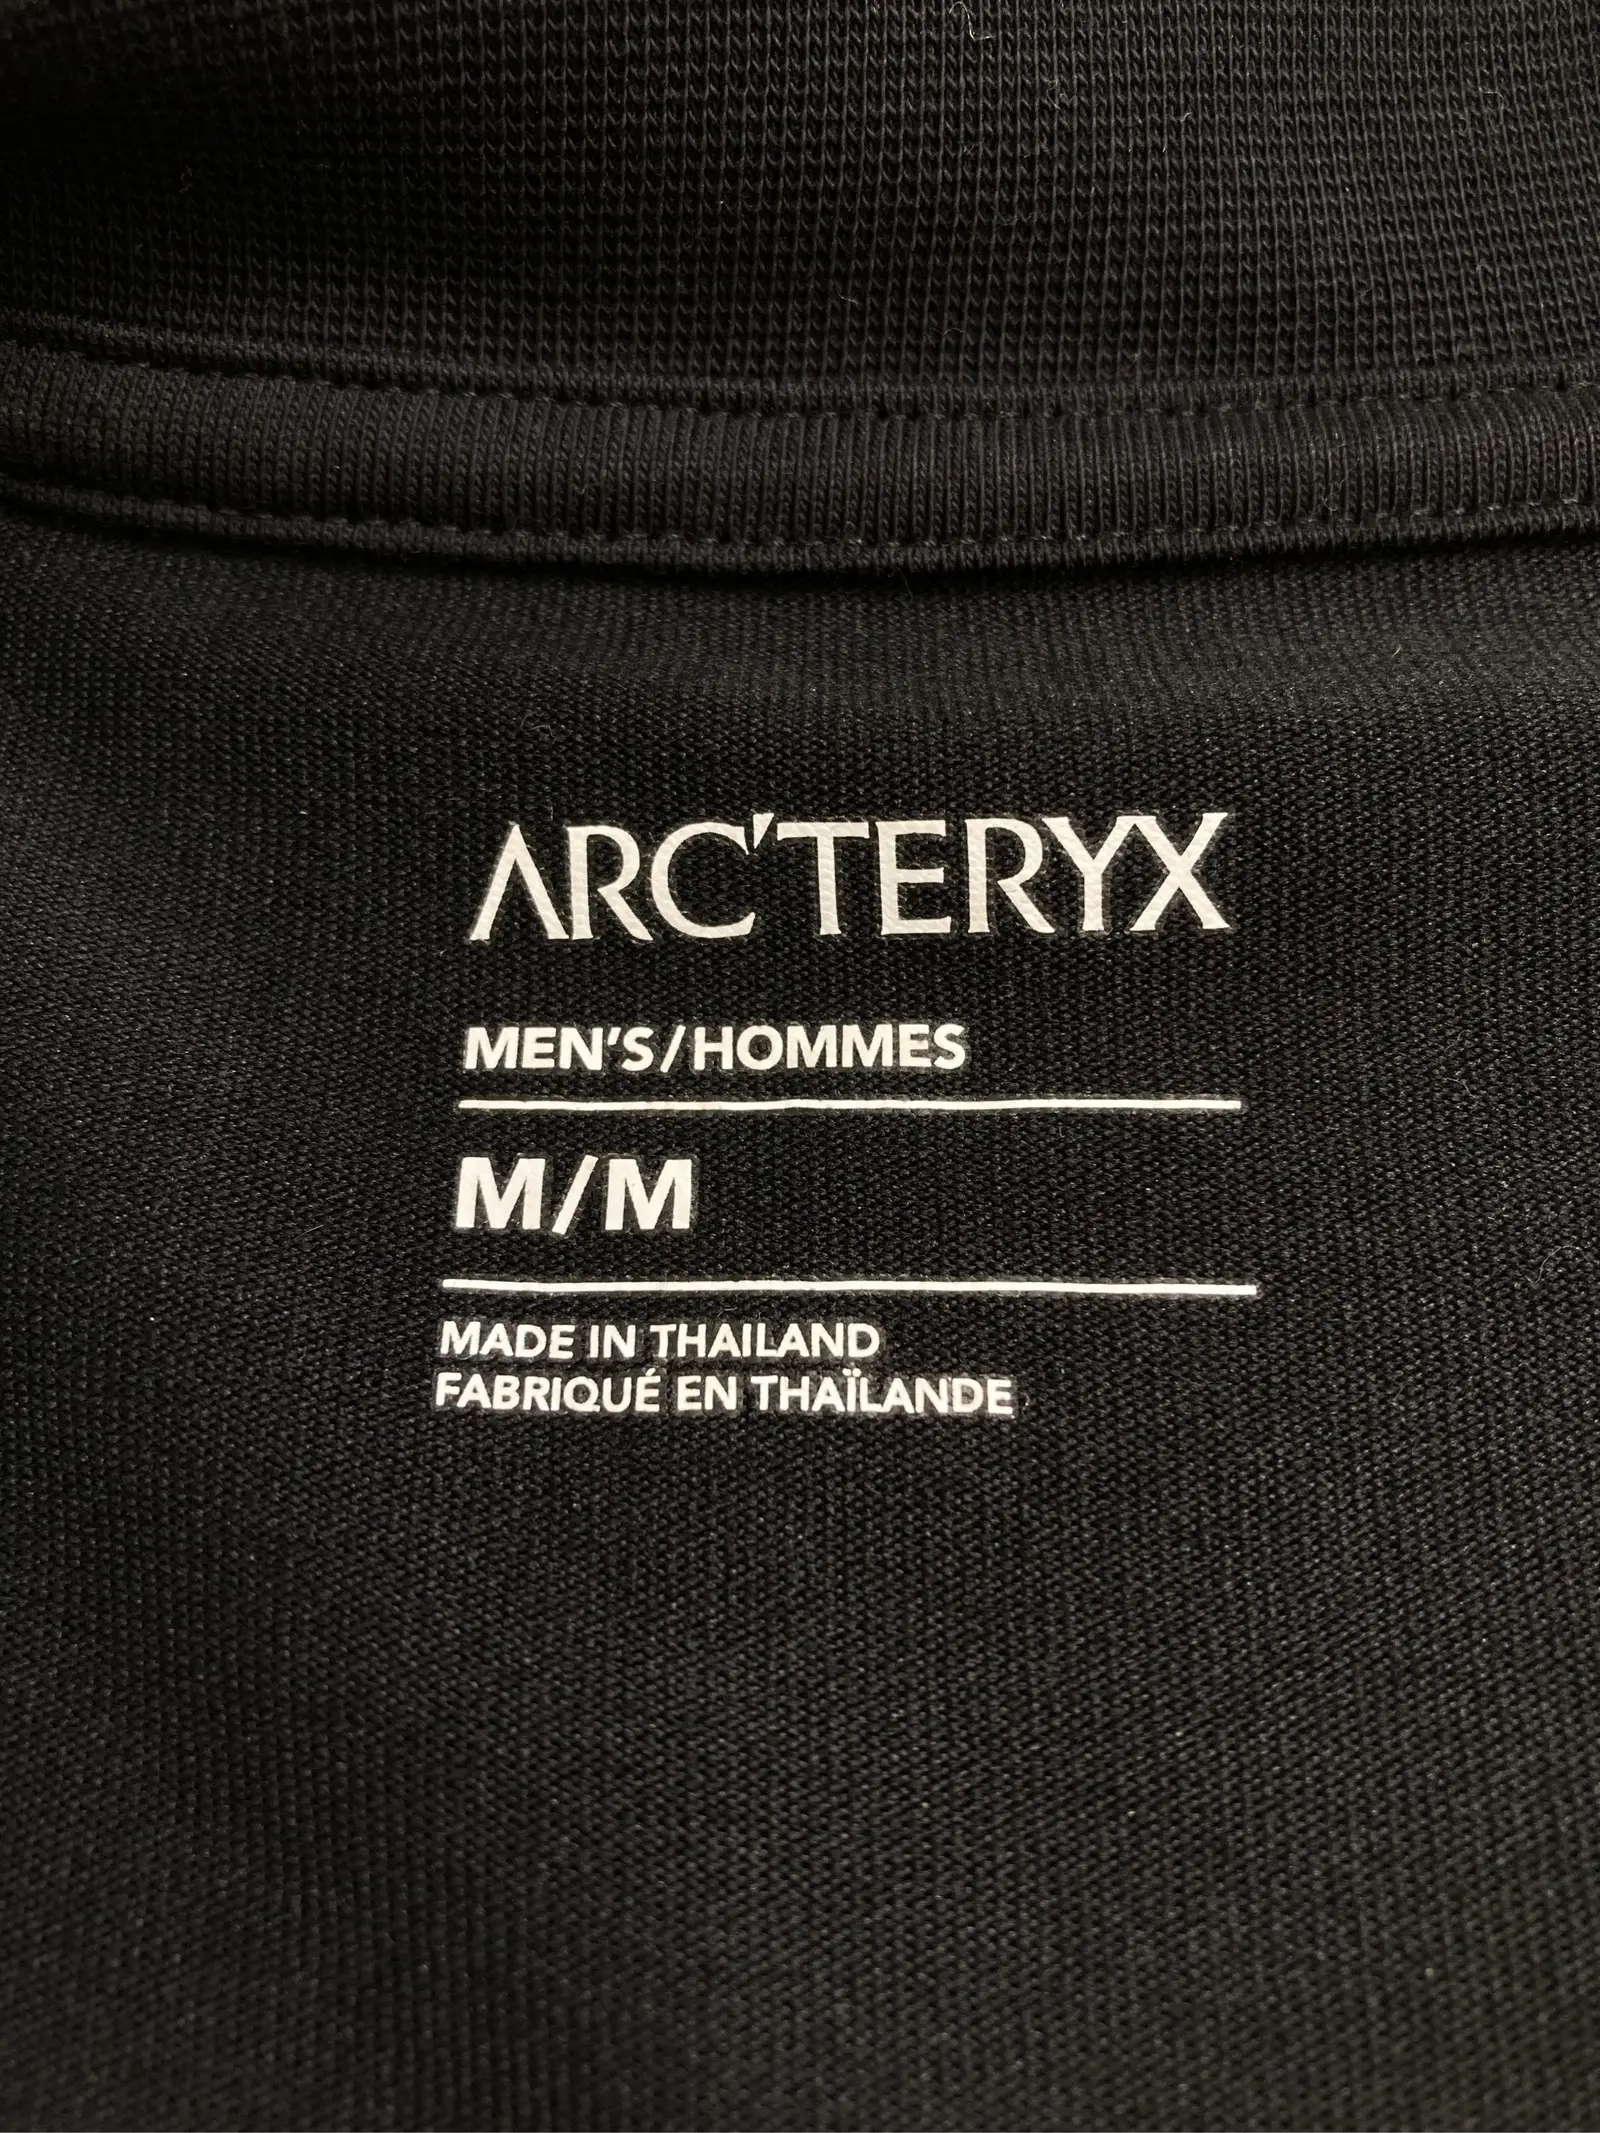 ARC'TERYX
MEN'S/HOMMES
M/M
MADE IN THAILAND
FABRIQUÉ EN THAÏLANDE